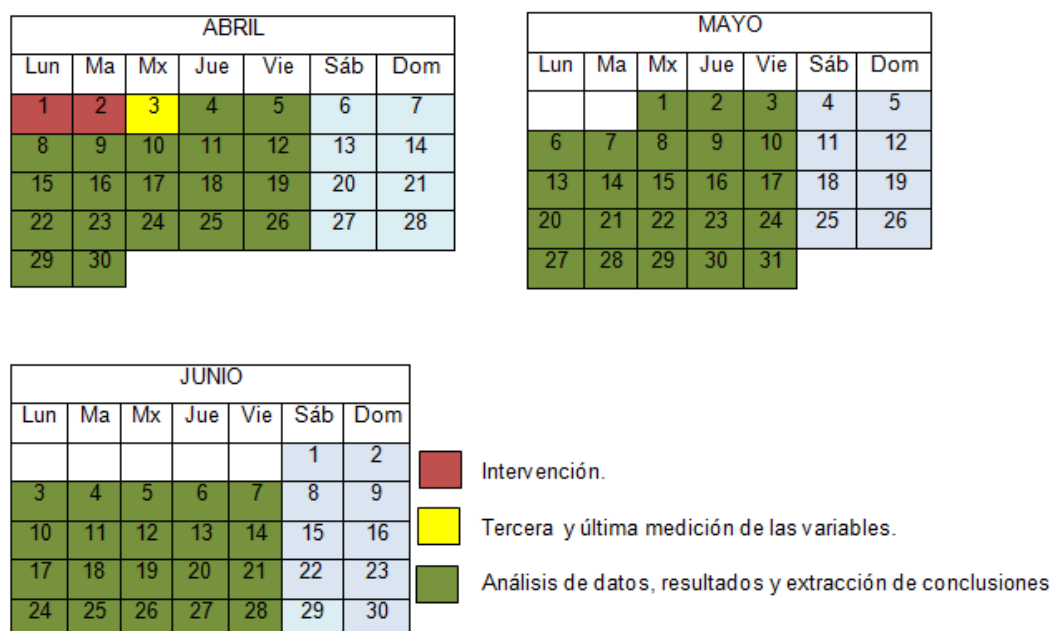 ABRIL
Lun Ma Mx Jue Vie Sáb Dom
1 2 3 4 5 6 7
8 9 10 11 12 13 14
15 16 17 18 19 20 21
22 23 24 25 26 27 28
29 30
MAYO
Lun Ma Mx Jue Vie Sáb Dom
1 2 3 4 5
6 7 8 9 10 11 12
13 14 15 16 17 18 19
20 21 22 23 24 25 26
27 28 29 30 31
JUNIO
Lun Ma Mx Jue Vie Sáb Dom
1 2
3 4 5 6 7 8 9
10 11 12 13 14 15 16
17 18 19 20 21 22 23
24 25 26 27 28 29 30
Intervención.
Tercera y última medición de las variables.
Análisis de datos, resultados y extracción de conclusiones